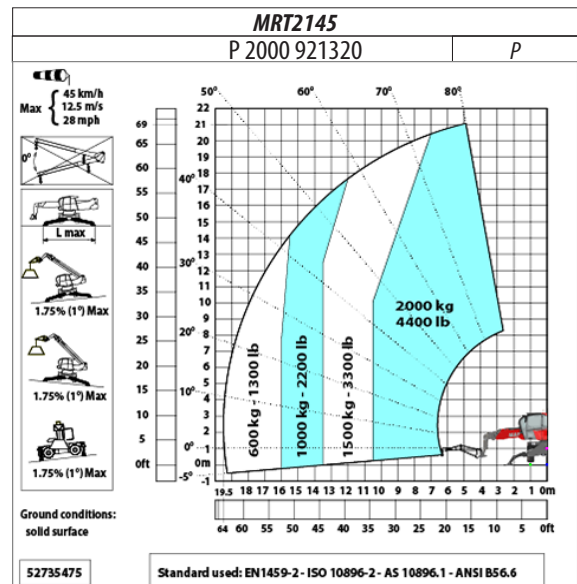 MRT2145
P 2000 921320
P
Max
45 km/h
12.5 m/s
28 mph
0°
L max
1.75% (1°) Max
1.75% (1°) Max
1.75% (1°) Max
Ground conditions:
solid surface
50° 60° 70° 80°
40°
30°
20°
10°
0°
-5°
69
65
60
55
50
45
40
35
30
25
20
15
10
5
0ft
22
21
20
19
18
17
16
15
14
13
12
11
10
9
8
7
6
5
4
3
2
1
0m
-1
600 kg - 1300 lb
1000 kg - 2200 lb
1500 kg - 3300 lb
2000 kg
4400 lb
19.5 18 17 16 15 14 13 12 11 10 9 8 7 6 5 4 3 2 1 0m
64 60 55 50 45 40 35 30 25 20 15 10 5 0ft
52735475
Standard used: EN1459-2 - ISO 10896-2 - AS 10896.1 - ANSI B56.6